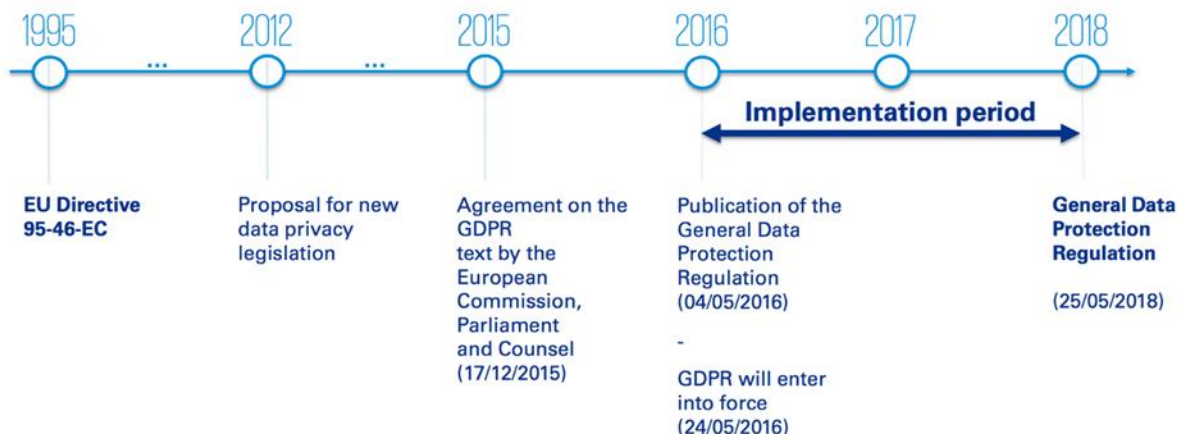 1995
2012
2015
2016
2017
2018
...
...
Implementation period
EU Directive
95-46-EC
Proposal for new
data privacy
legislation
Agreement on the
GDPR
text by the
European
Commission,
Parliament
and Counsel
(17/12/2015)
Publication of the
General Data
Protection
Regulation
(04/05/2016)
-
GDPR will enter
into force
(24/05/2016)
General Data
Protection
Regulation
(25/05/2018)